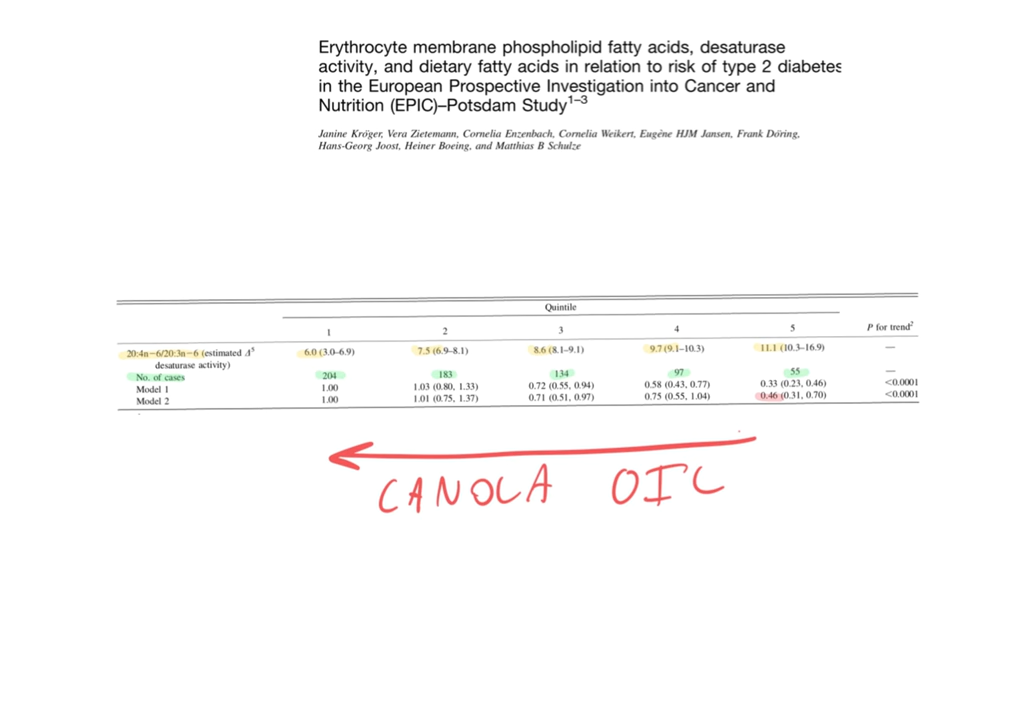 Erythrocyte membrane phospholipid fatty acids, desaturase
activity, and dietary fatty acids in relation to risk of type 2 diabetes
in the European Prospective Investigation into Cancer and
Nutrition (EPIC)–Potsdam Study1–3
Janine Kröger, Vera Zietemann, Cornelia Enzenbach, Cornelia Weikert, Eugène HJM Jansen, Frank Döring,
Hans-Georg Joost, Heiner Boeing, and Matthias B Schulze
Quintile
1 2 3 4 5 P for trend2
20:4n−6/20:3n−6 (estimated Δ5 6.0 (3.0–6.9) 7.5 (6.9–8.1) 8.6 (8.1–9.1) 9.7 (9.1–10.3) 11.1 (10.3–16.9) —
desaturase activity)
No. of cases 204 183 134 97 55 —
Model 1 1.00 1.03 (0.80, 1.33) 0.72 (0.55, 0.94) 0.58 (0.43, 0.77) 0.33 (0.23, 0.46) <0.0001
Model 2 1.00 1.01 (0.75, 1.37) 0.71 (0.51, 0.97) 0.75 (0.55, 1.04) 0.46 (0.31, 0.70) <0.0001
CANOLA OIL